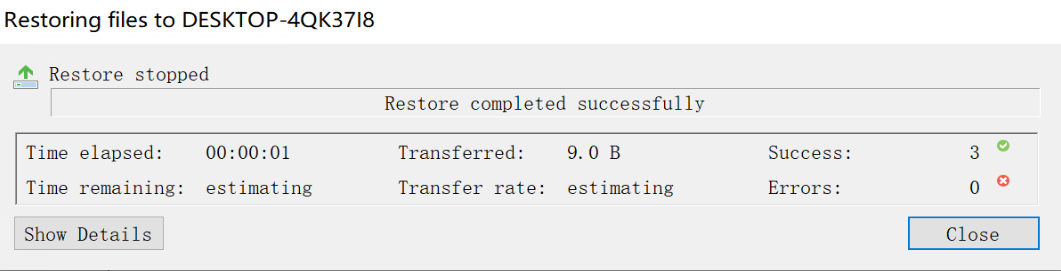 Restoring files to DESKTOP-4QK37I8
Restore stopped
Restore completed successfully
Time elapsed: 00:00:01 Transferred: 9.0 B Success: 3
Time remaining: estimating Transfer rate: estimating Errors: 0
Show Details Close